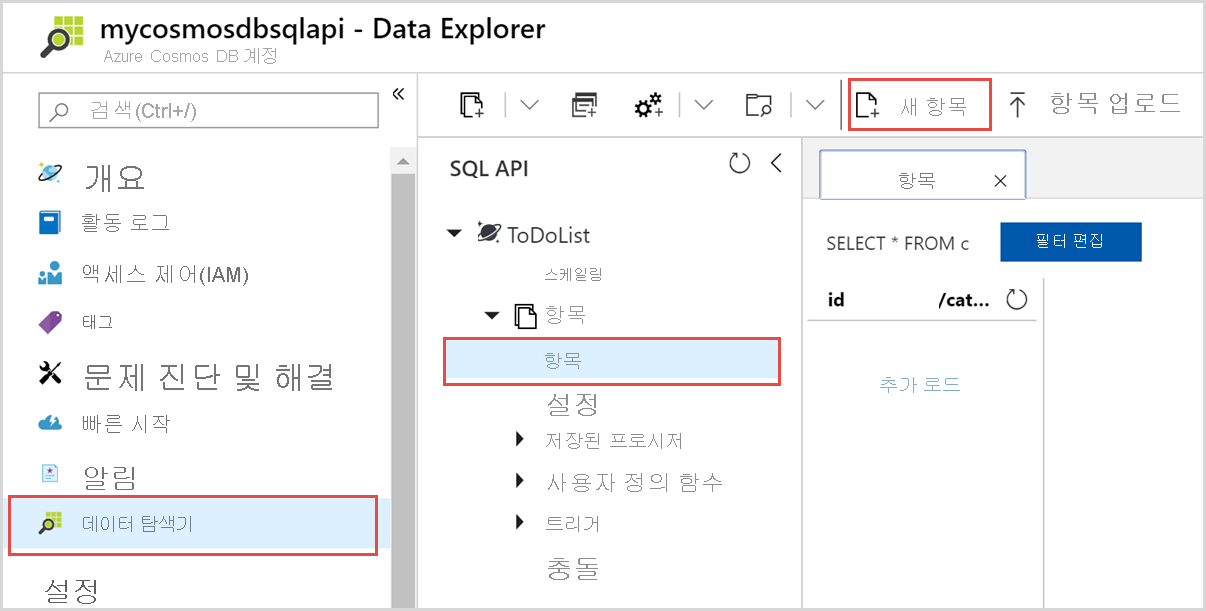 mycosmosdbsqlapi - Data Explorer
Azure Cosmos DB 계정
검색(Ctrl+/)
«
개요
활동 로그
액세스 제어(IAM)
태그
문제 진단 및 해결
빠른 시작
알림
데이터 탐색기
설정
새 항목
항목 업로드
SQL API
ToDoList
스케일링
항목
항목
설정
저장된 프로시저
사용자 정의 함수
트리거
충돌
항목
SELECT * FROM c
필터 편집
id /cat...
추가 로드